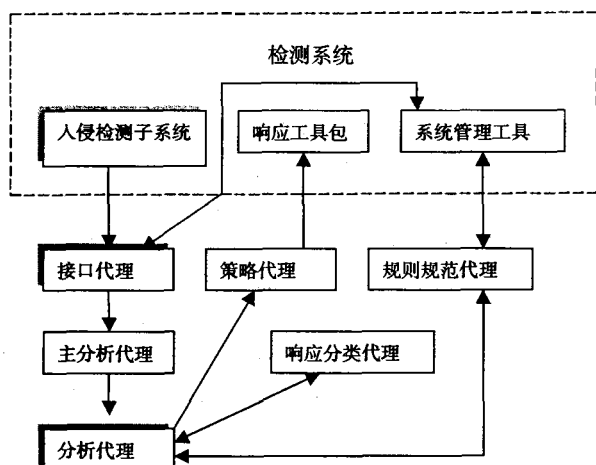 检测系统
入侵检测子系统
响应工具包
系统管理工具
接口代理
策略代理
规则规范代理
主分析代理
响应分类代理
分析代理